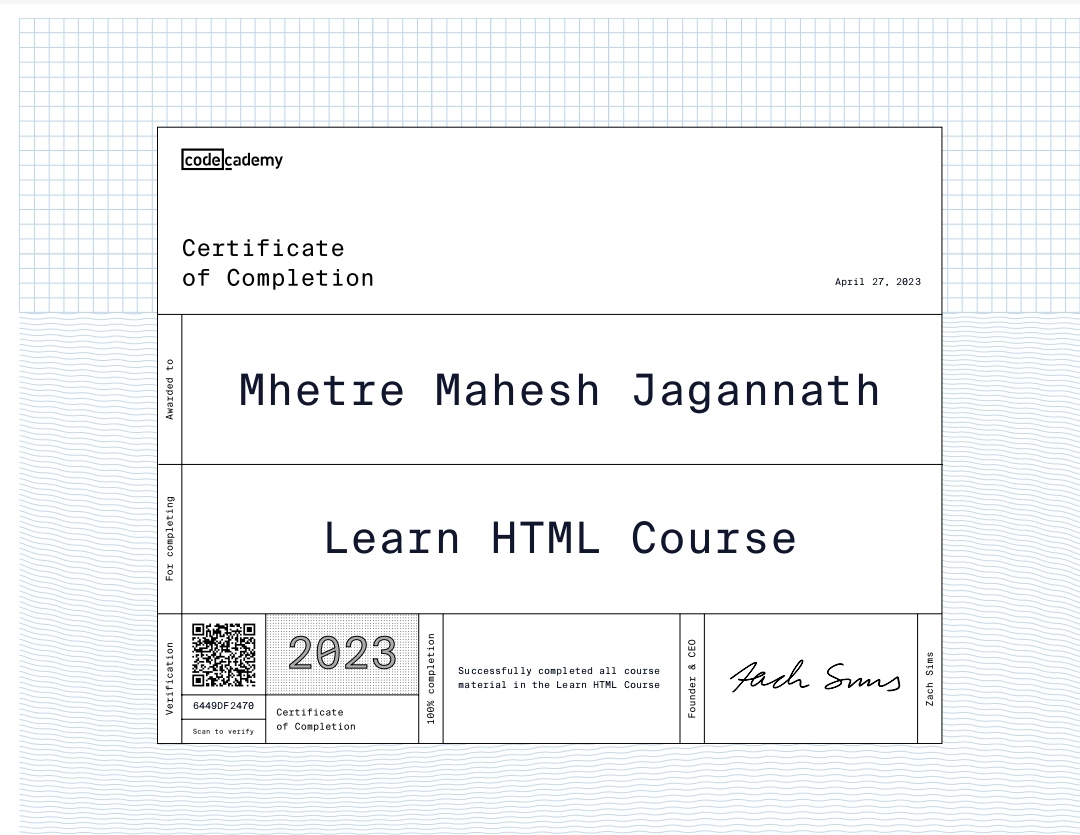 codecademy
Certificate
of Completion
April 27, 2023
Awarded to
Mhetre Mahesh Jagannath
For completing
Learn HTML Course
Verification
6449DF2470
Scan to verify
2023
Certificate
of Completion
100% completion
Successfully completed all course
material in the Learn HTML Course
Founder & CEO
Zach Sims
Zach Sims